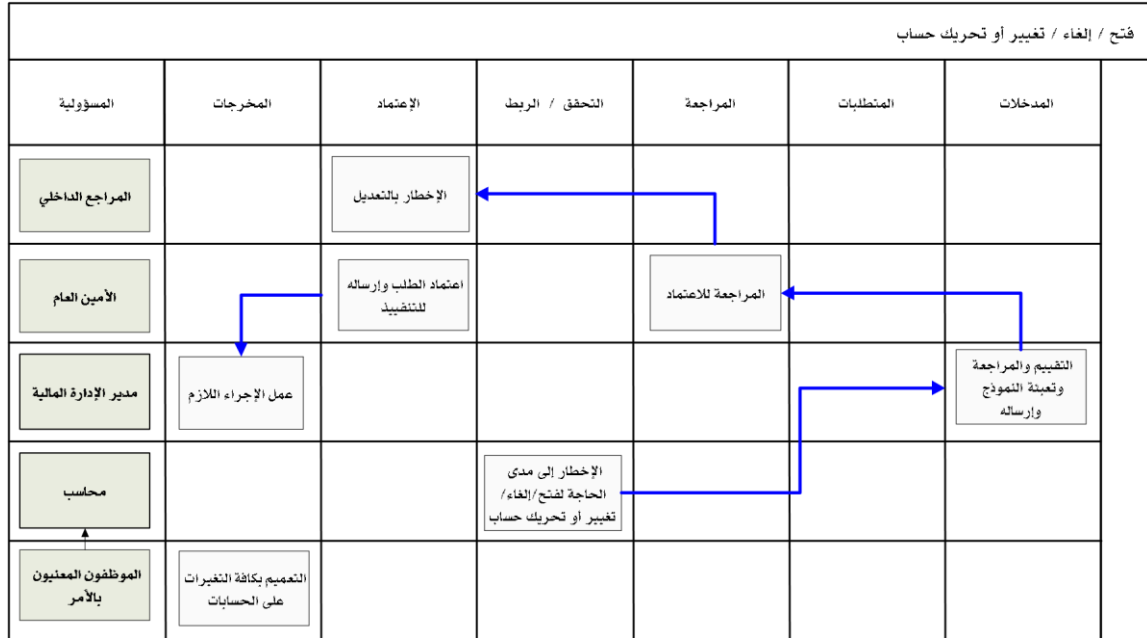 فتح / إلغاء / تغيير أو تحريك حساب
المدخلات
المتطلبات
المراجعة
التحقق / الربط
الإعتماد
المخرجات
المسؤولية
الإخطار بالتعديل
المراجع الداخلي
المراجعة للاعتماد
اعتماد الطلب وإرساله
للتنفييذ
الأمين العام
التقييم والمراجعة
وتعبئة النموذج
وإرساله
عمل الإجراء اللازم
مدير الإدارة المالية
الإخطار إلى مدى
الحاجة لفتح/إلغاء/
تغيير أو تحريك حساب
محاسب
التعميم بكافة التغيرات
على الحسابات
الموظفون المعنيون
بالأمر